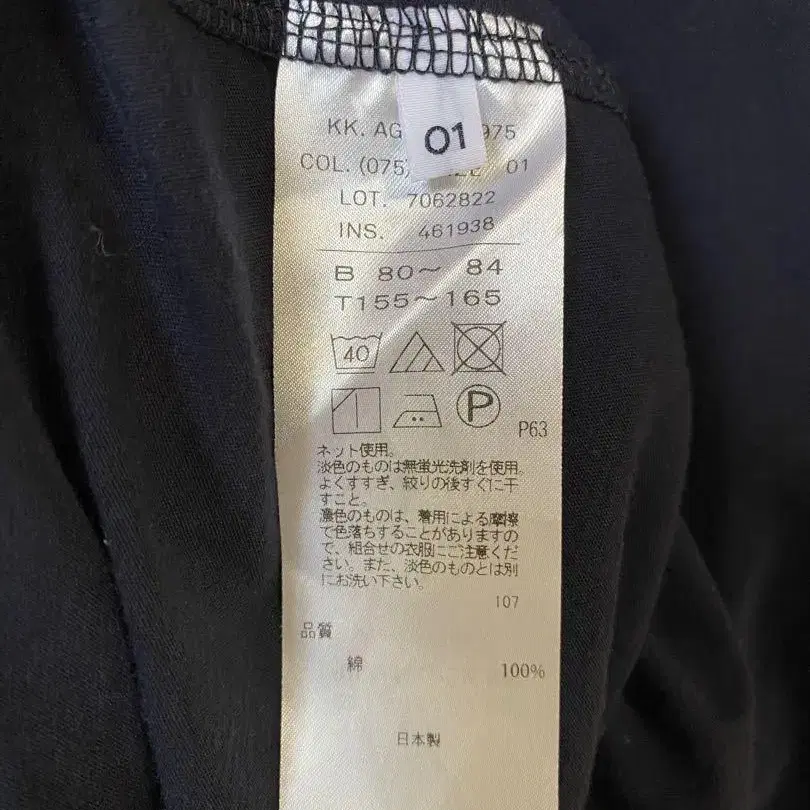 KK. AG 975
01
COL. (075) 01
LOT. 7062822
INS. 461938
B 80～ 84
T155～165
40
P
P63
ネット使用。
淡色のものは無蛍光洗剤を使用。
よくすすぎ、絞りの後すぐに干
すこと。
濃色のものは、着用による摩擦
で色落ちすることがありますの
で、組合せの衣服にご注意くだ
さい。また、淡色のものとは別
にお洗い下さい。
107
品質
綿 100%
日本製